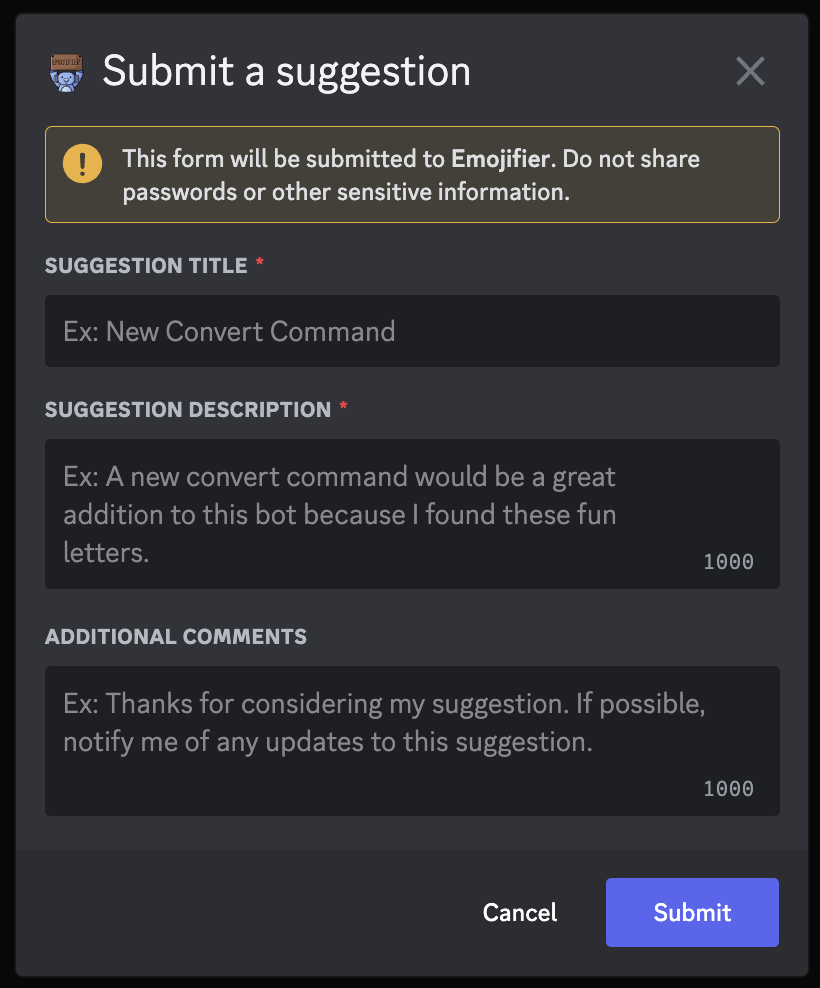 EMOJIFIER
Submit a suggestion
This form will be submitted to Emojifier. Do not share
passwords or other sensitive information.
SUGGESTION TITLE *
Ex: New Convert Command
SUGGESTION DESCRIPTION *
Ex: A new convert command would be a great
addition to this bot because I found these fun
letters.
1000
ADDITIONAL COMMENTS
Ex: Thanks for considering my suggestion. If possible,
notify me of any updates to this suggestion.
1000
Cancel
Submit